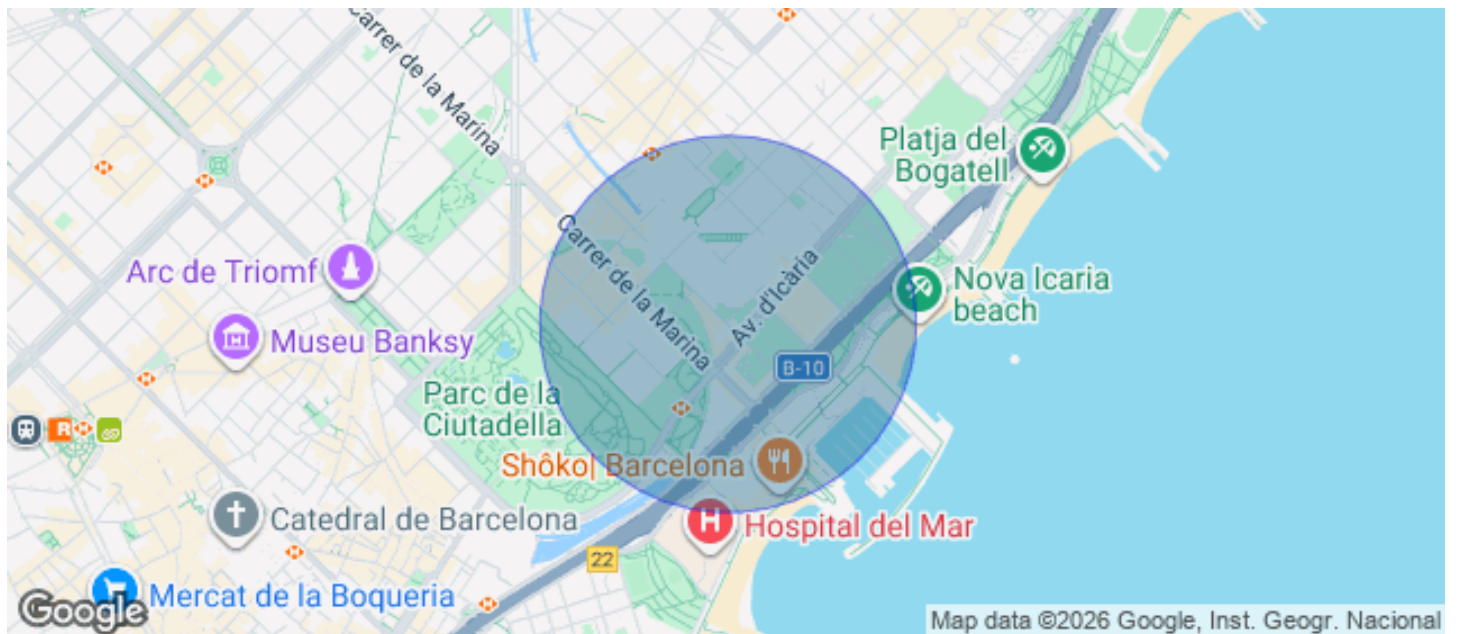 Carrer de la Marina
Platja del
Bogatell
Arc de Triomf
Carrer de la Marina
Av. d'Icària
Nova Icaria
beach
Museu Banksy
B-10
Parc de la
Ciutadella
R
Shôko| Barcelona
Catedral de Barcelona
H
Hospital del Mar
22
Mercat de la Boqueria
Google
Map data ©2026 Google, Inst. Geogr. Nacional